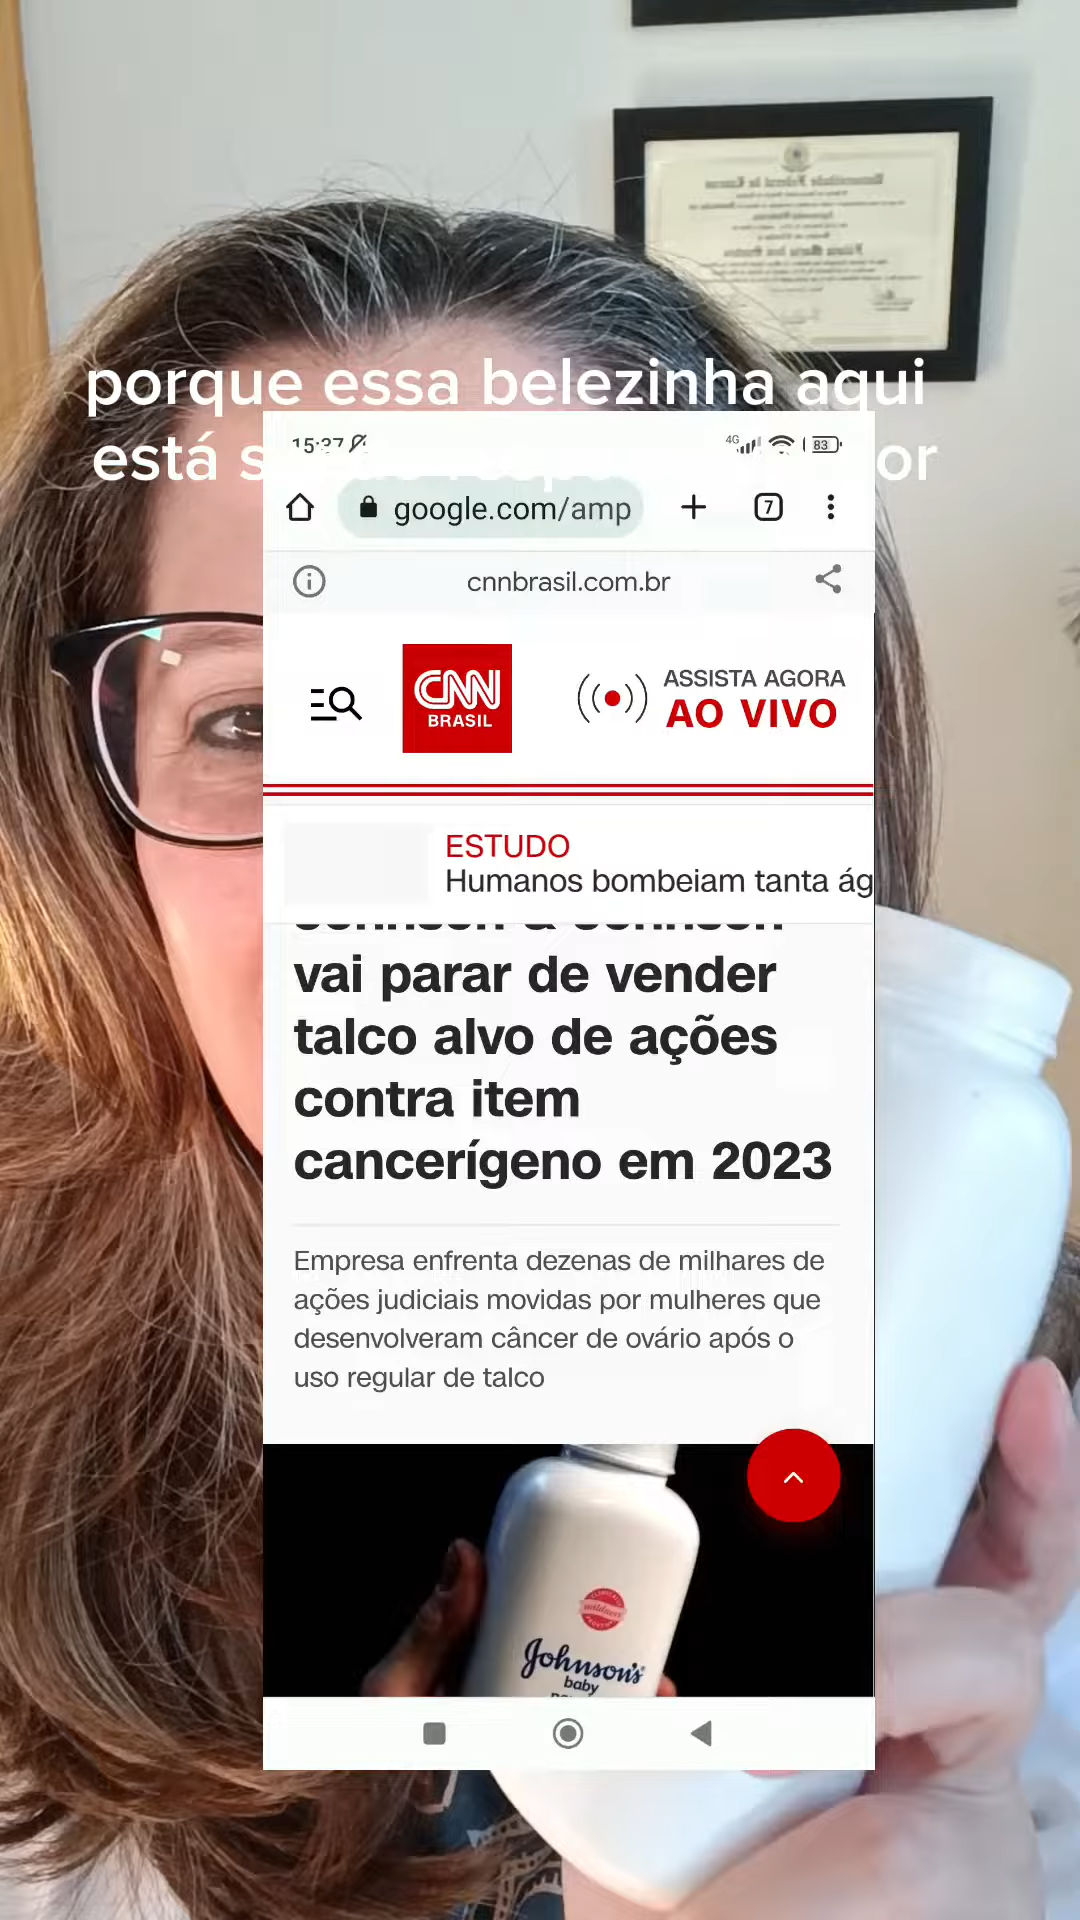 porque essa belezinha aqui
está
or
15:37
4G
83
google.com/amp
7
cnnbrasil.com.br
CNN
BRASIL
ASSISTA AGORA
AO VIVO
ESTUDO
Humanos bombeiam tanta ág
Johnson & Johnson
vai parar de vender
talco alvo de ações
contra item
cancerígeno em 2023
Empresa enfrenta dezenas de milhares de
ações judiciais movidas por mulheres que
desenvolveram câncer de ovário após o
uso regular de talco
Johnson's
baby